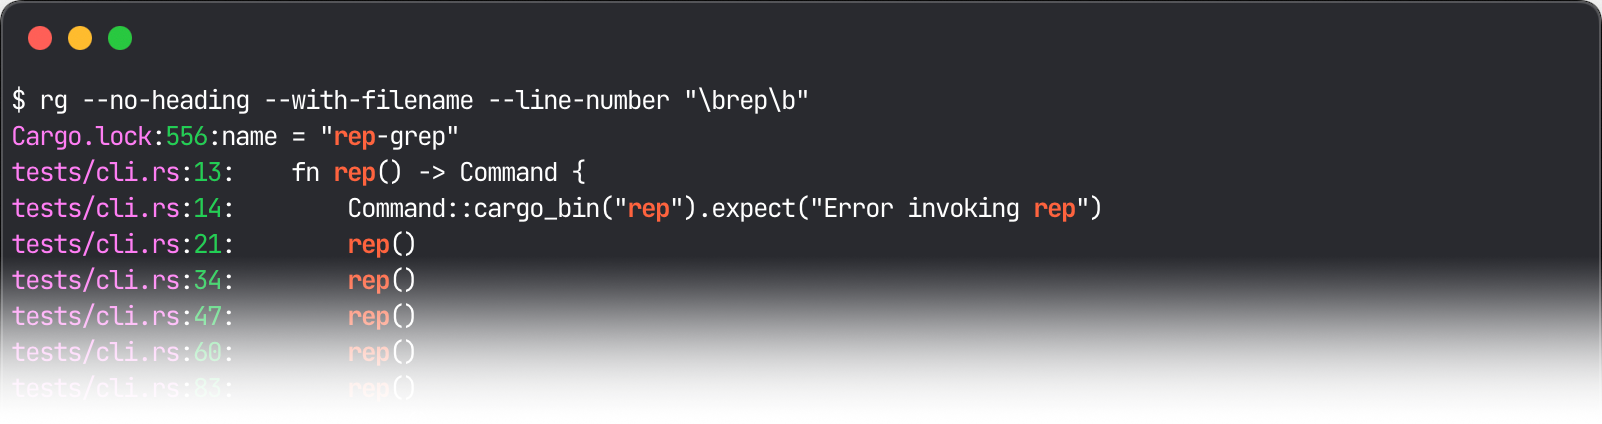 $ rg --no-heading --with-filename --line-number "\brep\b"
Cargo.lock:556:name = "rep-grep"
tests/cli.rs:13:    fn rep() -> Command {
tests/cli.rs:14:        Command::cargo_bin("rep").expect("Error invoking rep")
tests/cli.rs:21:        rep()
tests/cli.rs:34:        rep()
tests/cli.rs:47:        rep()
tests/cli.rs:60:        rep()
tests/cli.rs:83:        rep()